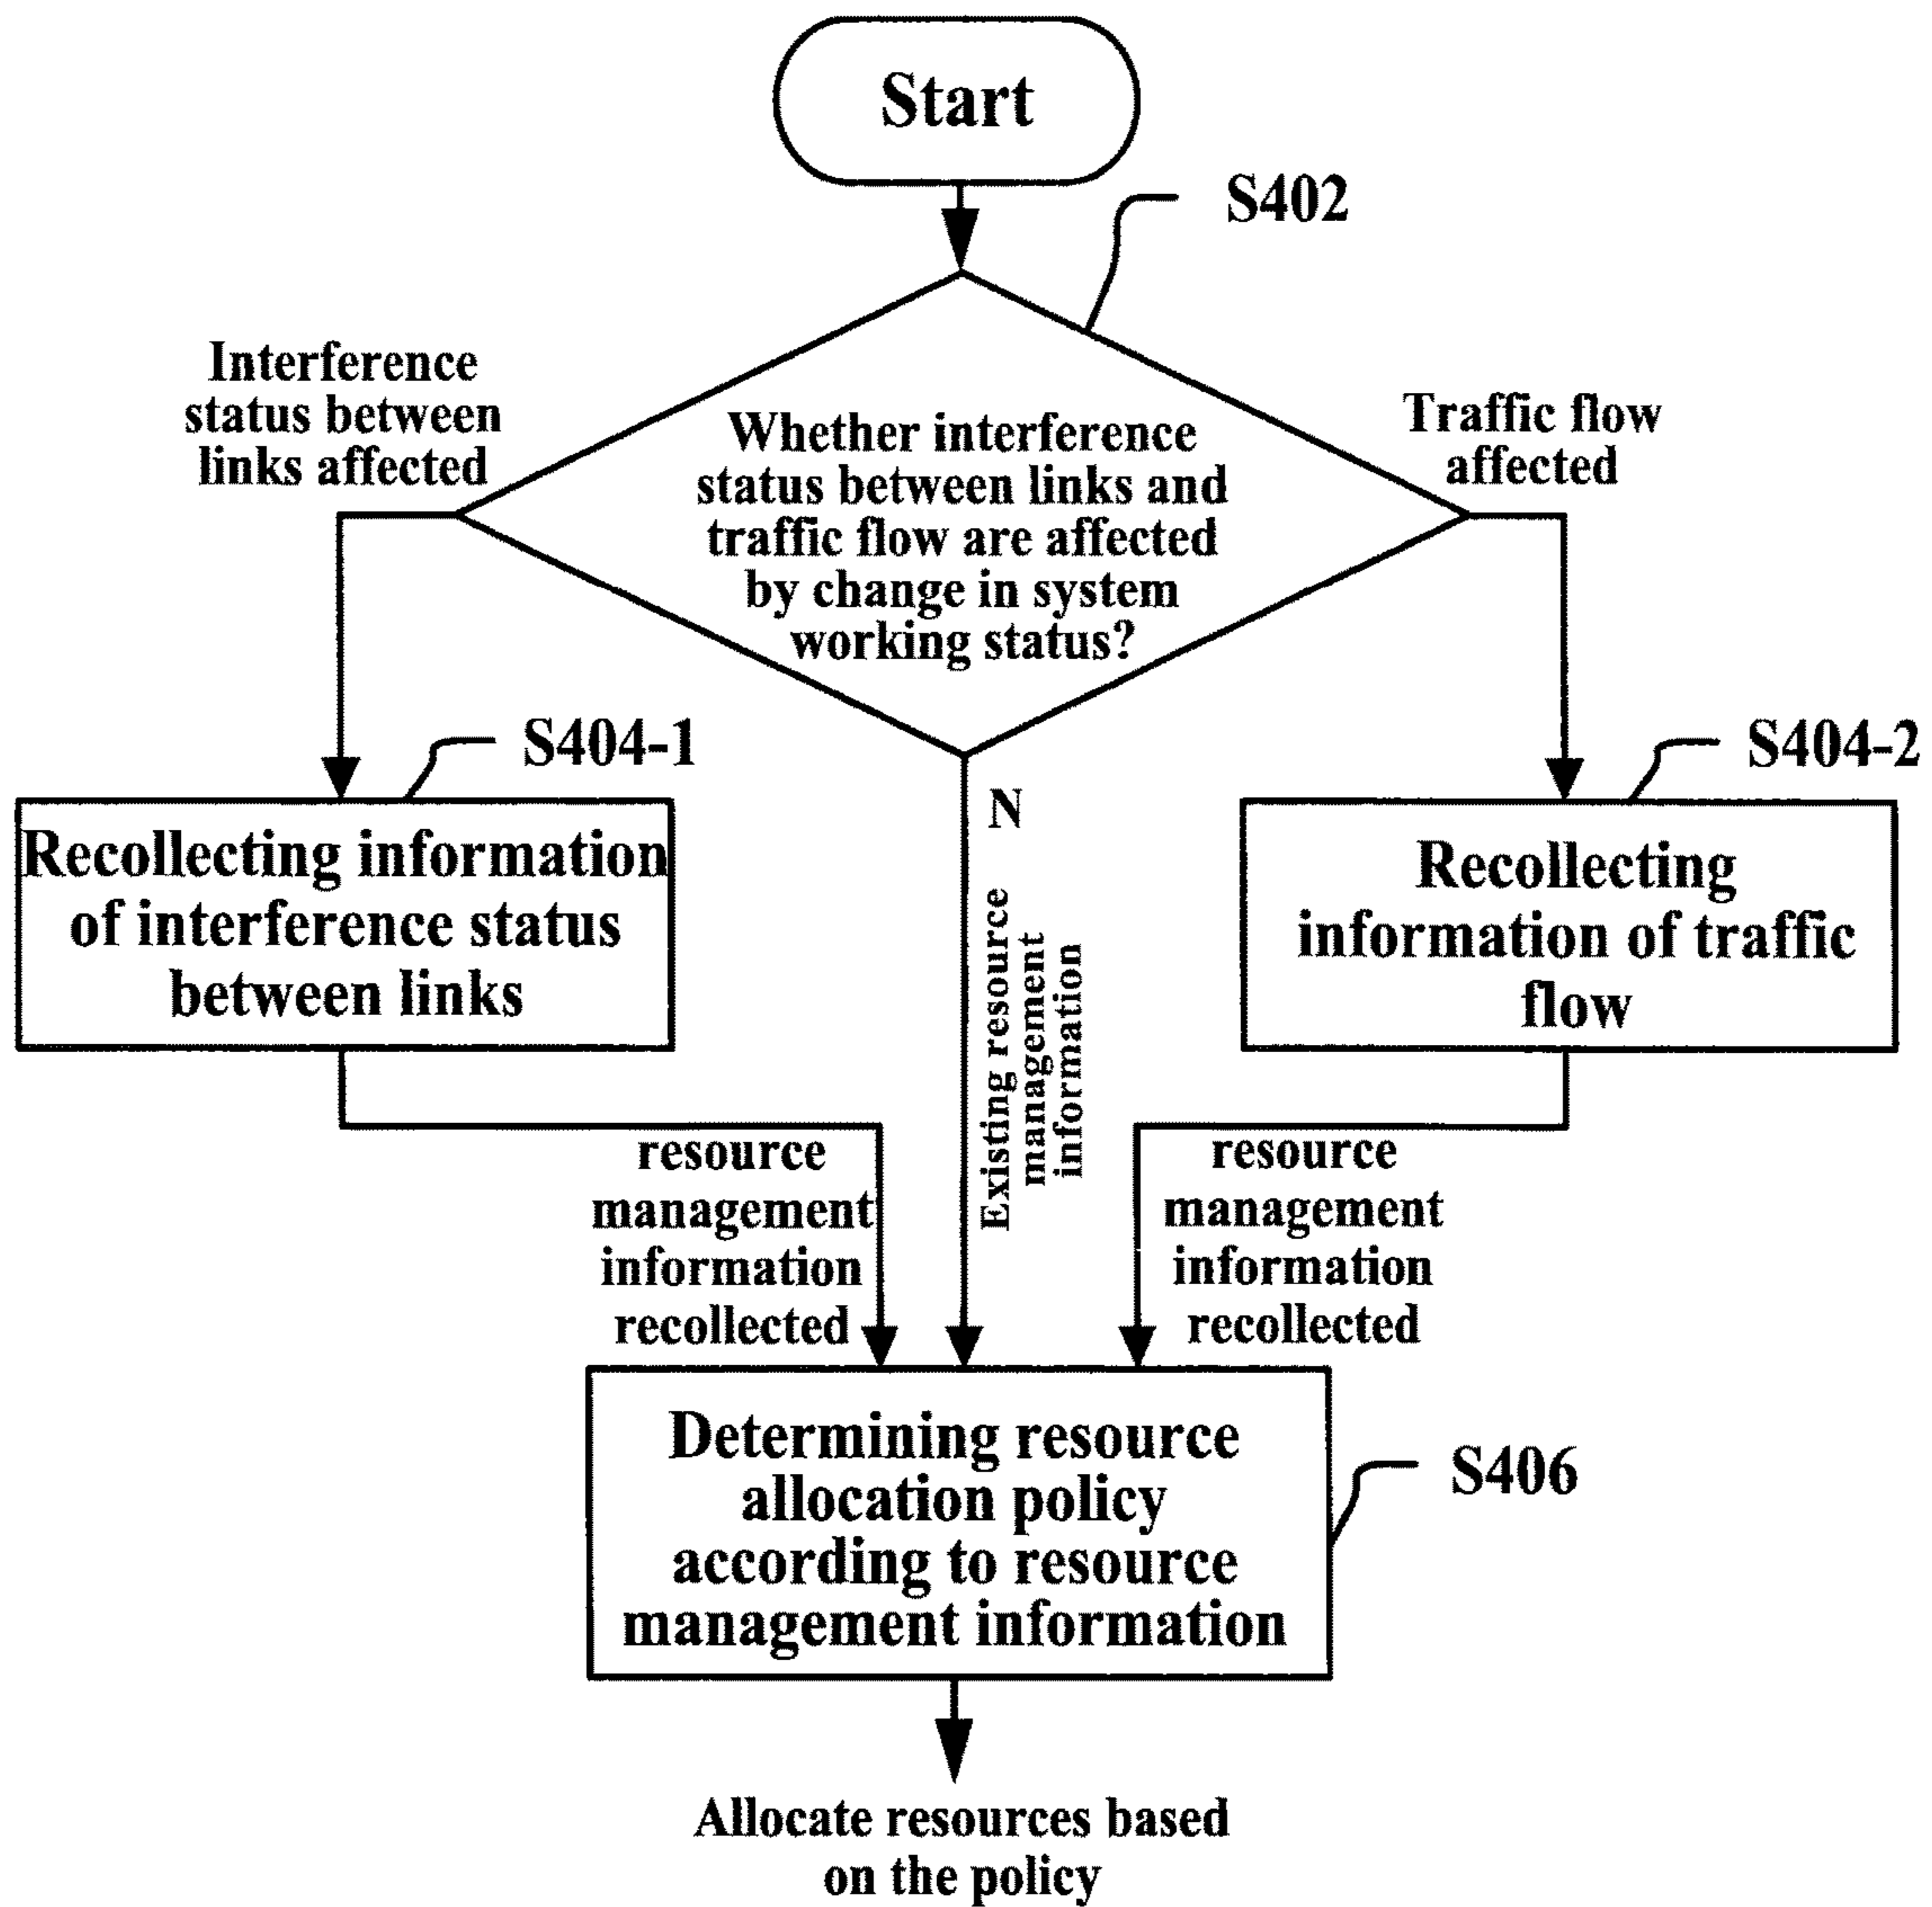 Start
S402
Interference
status between
links affected
Whether interference
status between links and
traffic flow are affected
by change in system
working status?
Traffic flow
affected
S404-1
S404-2
Recollecting information
of interference status
between links
N
Existing resource
management
information
Recollecting
information of traffic
flow
resource
management
information
recollected
resource
management
information
recollected
Determining resource
allocation policy
according to resource
management information
S406
Allocate resources based
on the policy